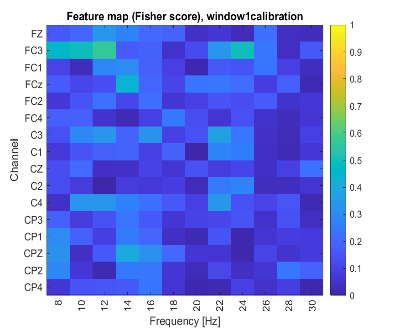 Feature map (Fisher score), window1calibration
Channel
FZ
FC3
FC1
FCz
FC2
FC4
C3
C1
CZ
C2
C4
CP3
CP1
CPZ
CP2
CP4
8 10 12 14 16 18 20 22 24 26 28 30
Frequency [Hz]
1
0.9
0.8
0.7
0.6
0.5
0.4
0.3
0.2
0.1
0